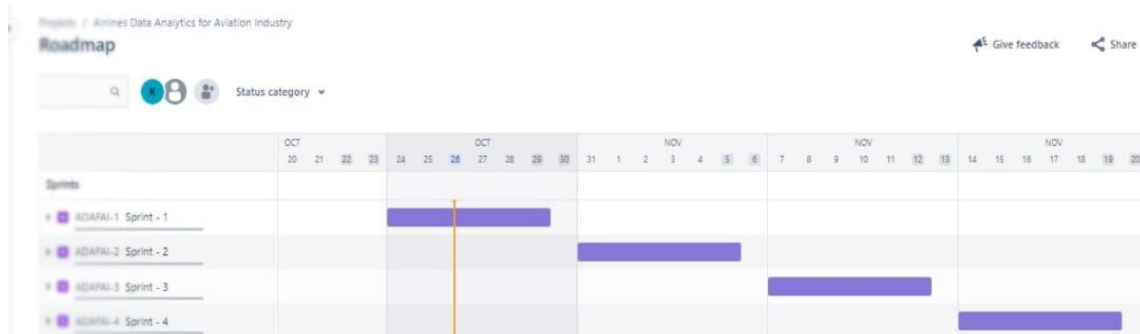 Projects / Airlines Data Analytics for Aviation Industry
Roadmap
Give feedback Share
Status category
OCT OCT NOV NOV NOV
20 21 22 23 24 25 26 27 28 29 30 31 1 2 3 4 5 6 7 8 9 10 11 12 13 14 15 16 17 18 19 20
Sprints
ADAFAI-1 Sprint - 1
ADAFAI-2 Sprint - 2
ADAFAI-3 Sprint - 3
ADAFAI-4 Sprint - 4